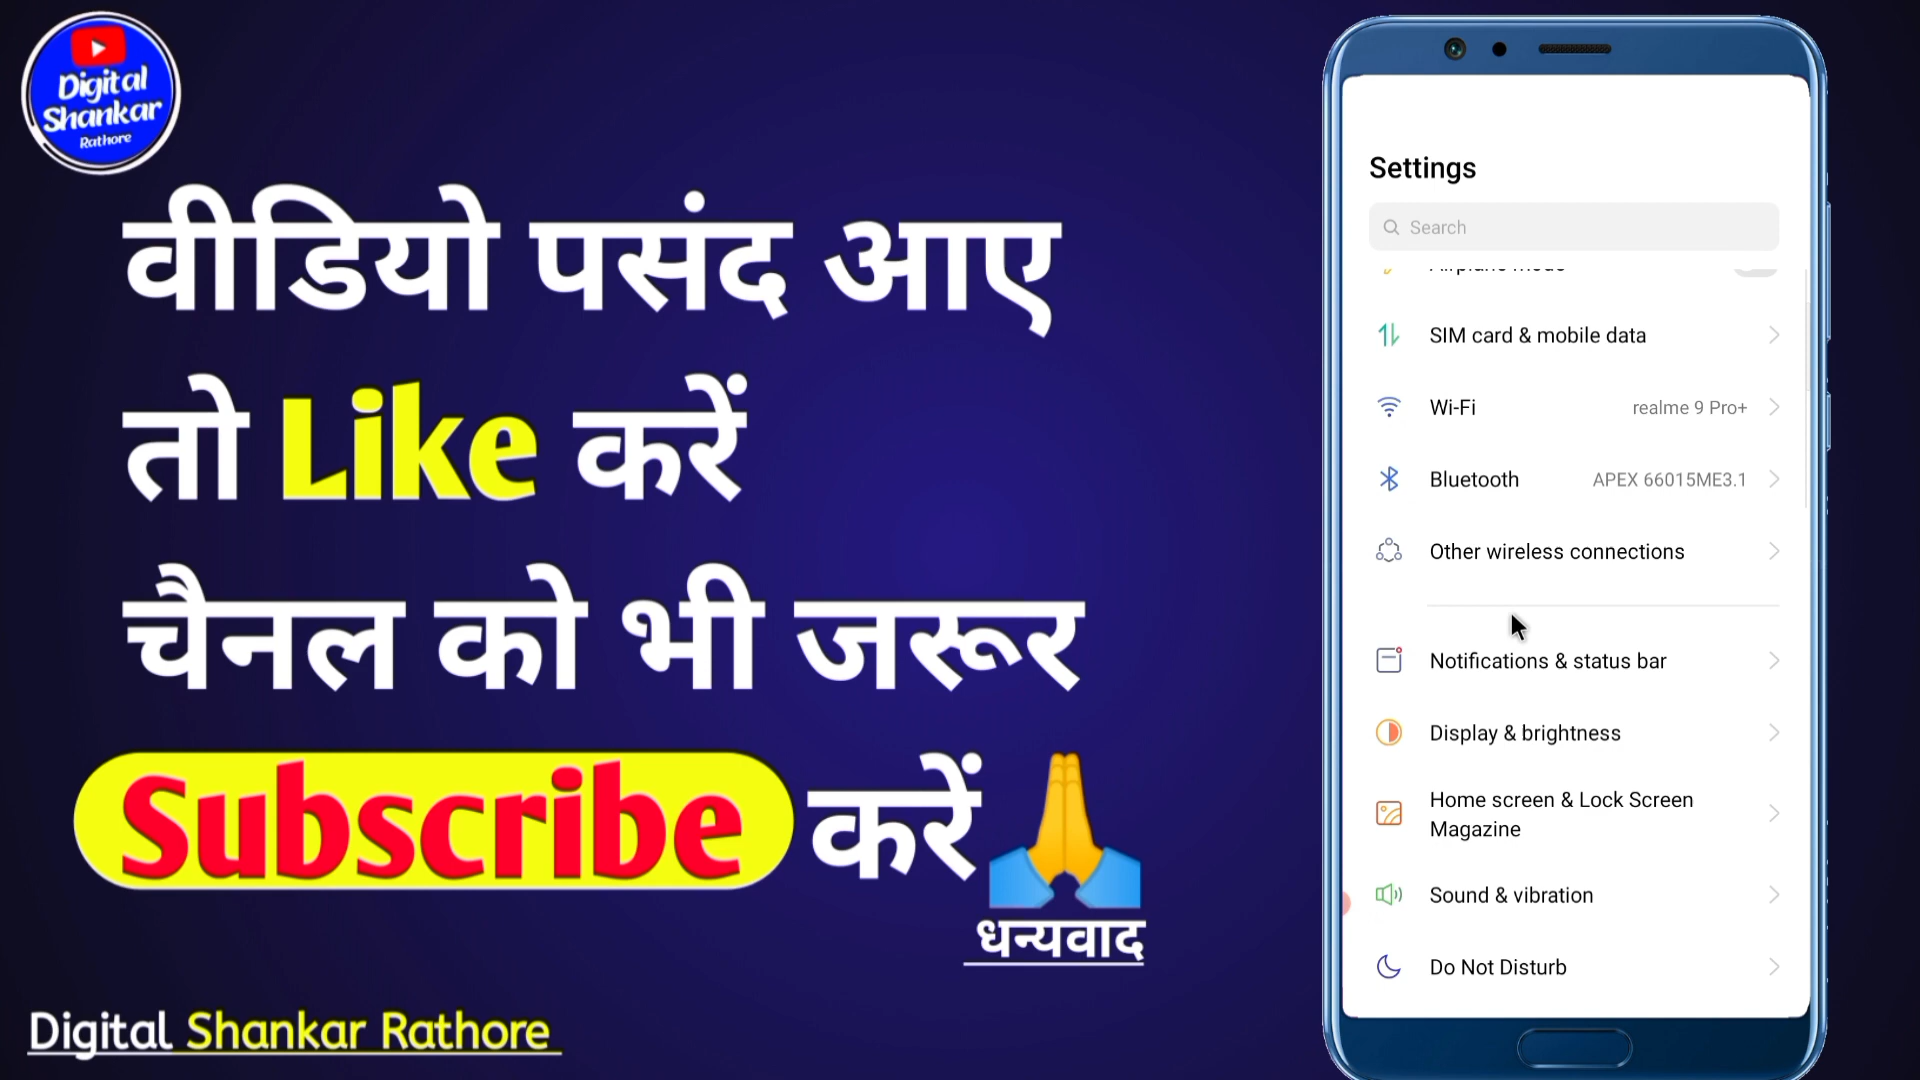 Digital
Shankar
Rathore
वीडियो पसंद आए
तो Like करें
चैनल को भी जरूर
Subscribe करें
धन्यवाद
Digital Shankar Rathore
Settings
Search
Airplane mode
SIM card & mobile data
Wi-Fi realme 9 Pro+
Bluetooth APEX 66015ME3.1
Other wireless connections
Notifications & status bar
Display & brightness
Home screen & Lock Screen
Magazine
Sound & vibration
Do Not Disturb